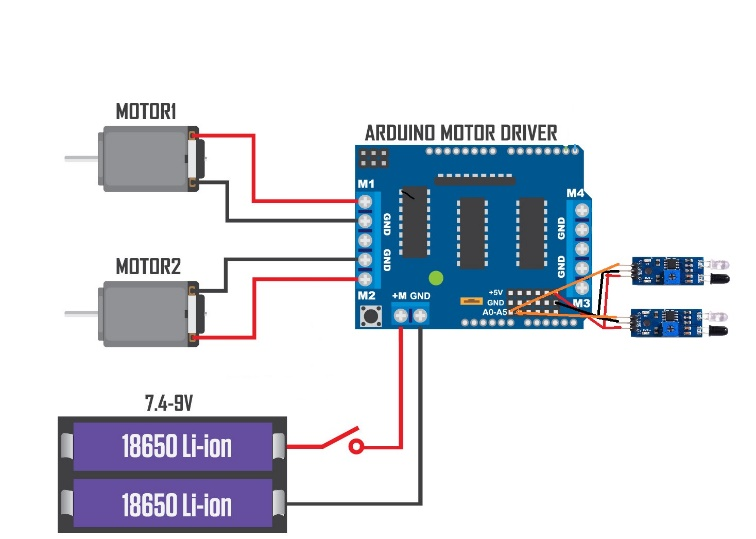 MOTOR1
ARDUINO MOTOR DRIVER
M1
M4
GND
GND
GND
GND
MOTOR2
M2
+M GND
+5V
GND
A0-A5
M3
7.4-9V
18650 Li-ion
18650 Li-ion